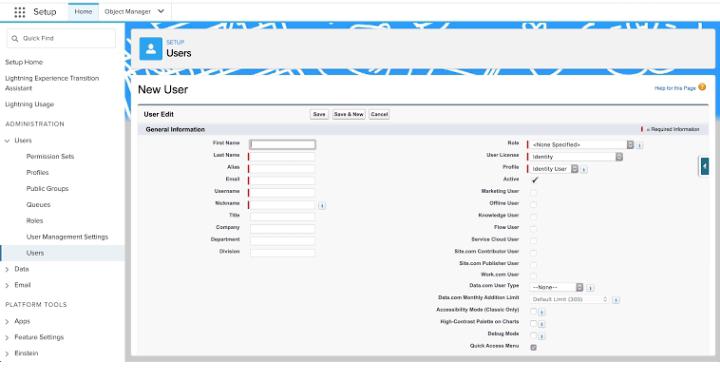 Setup Home Object Manager
Quick Find
Setup Home
Lightning Experience Transition
Assistant
Lightning Usage
ADMINISTRATION
Users
Permission Sets
Profiles
Public Groups
Queues
Roles
User Management Settings
Users
Data
Email
PLATFORM TOOLS
Apps
Feature Settings
Einstein
SETUP
Users
New User
Help for this Page ?
User Edit Save Save & New Cancel
General Information = Required Information
First Name
Last Name
Alias
Email
Username
Nickname i
Title
Company
Department
Division
Role <None Specified> i
User License Identity
Profile Identity User i
Active
Marketing User
Offline User
Knowledge User
Flow User
Service Cloud User
Site.com Contributor User
Site.com Publisher User
Work.com User
Data.com User Type --None-- i
Data.com Monthly Addition Limit Default Limit (300) i
Accessibility Mode (Classic Only) i
High-Contrast Palette on Charts i
Debug Mode i
Quick Access Menu